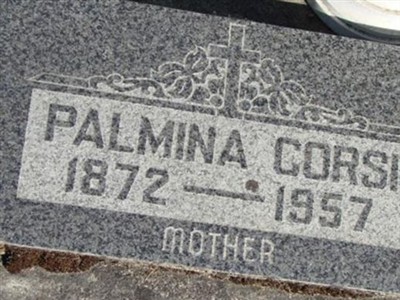 PALMINA CORSI
1872 — 1957
MOTHER